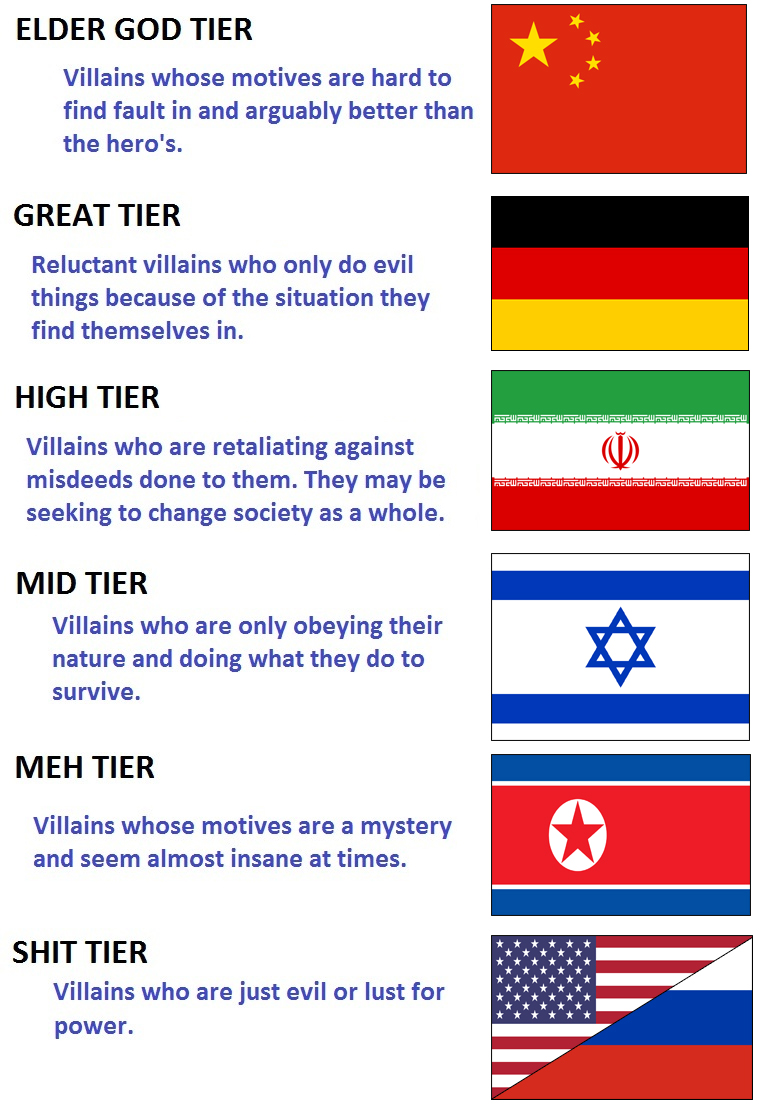 ELDER GOD TIER
Villains whose motives are hard to
find fault in and arguably better than
the hero's.
GREAT TIER
Reluctant villains who only do evil
things because of the situation they
find themselves in.
HIGH TIER
Villains who are retaliating against
misdeeds done to them. They may be
seeking to change society as a whole.
MID TIER
Villains who are only obeying their
nature and doing what they do to
survive.
MEH TIER
Villains whose motives are a mystery
and seem almost insane at times.
SHIT TIER
Villains who are just evil or lust for
power.